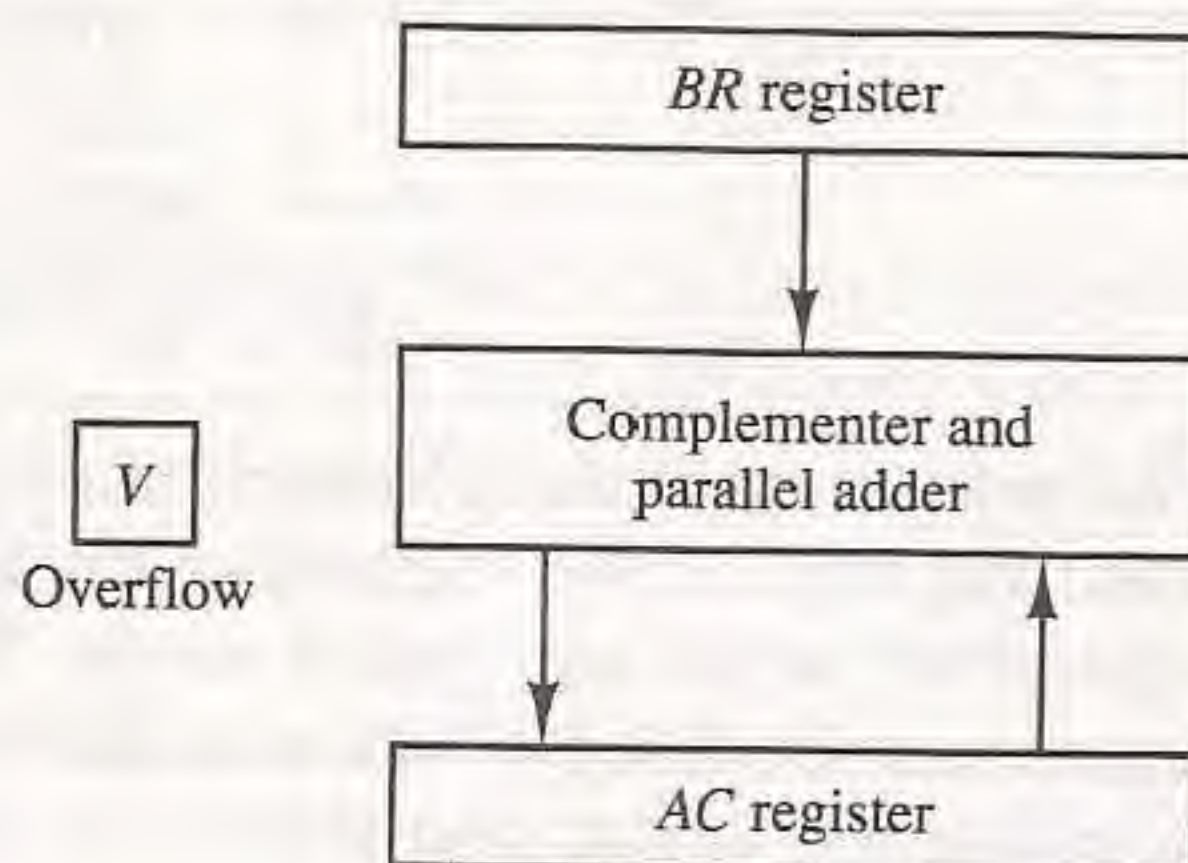 BR register
Complementer and
parallel adder
V
Overflow
AC register